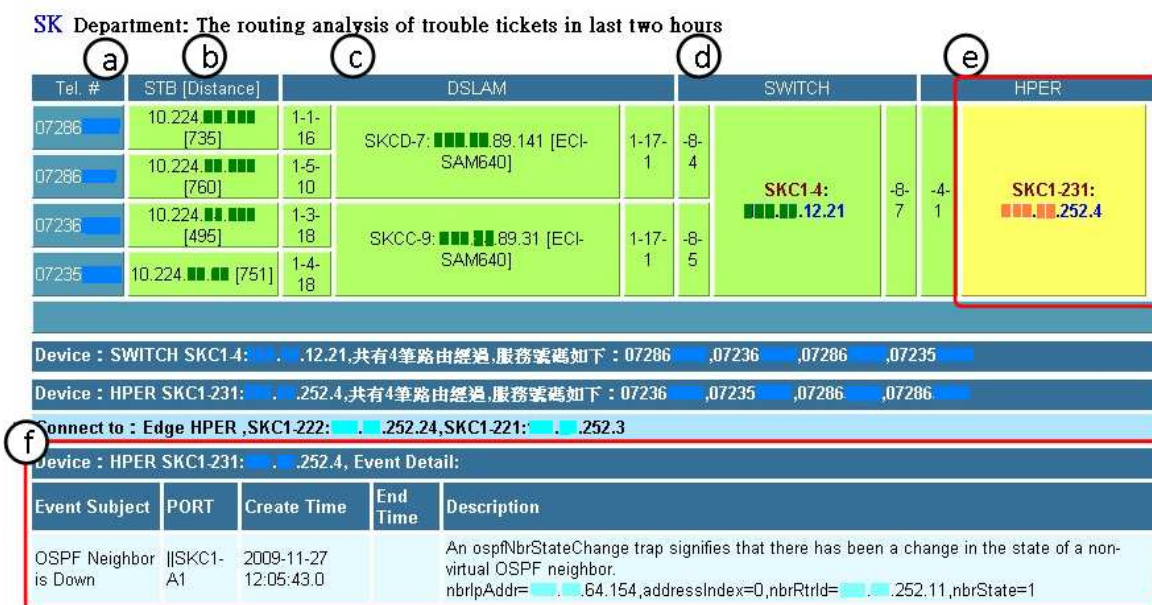 SK Department: The routing analysis of trouble tickets in last two hours
a b c d e
Tel. # STB [Distance] DSLAM SWITCH HPER
07286
10.224.
[735]
1-1-
16
SKCD-7: .89.141 [ECI-
SAM640]
1-17-
1
-8-
4
SKC1-4:
.12.21
-8-
7
-4-
1
SKC1-231:
.252.4
07286
10.224.
[760]
1-5-
10
07236
10.224.
[495]
1-3-
18
SKCC-9: .89.31 [ECI-
SAM640]
1-17-
1
-8-
5
07235
10.224. [751]
1-4-
18
Device：SWITCH SKC1-4: . .12.21,共有4筆路由經過,服務號碼如下：07286 ,07236 ,07286 ,07235
Device：HPER SKC1-231: . .252.4,共有4筆路由經過,服務號碼如下：07236 ,07235 ,07286 ,07286
Connect to：Edge HPER ,SKC1-222: . .252.24,SKC1-221: . .252.3
f
Device：HPER SKC1-231: . .252.4, Event Detail:
Event Subject PORT Create Time End Time Description
OSPF Neighbor is Down
||SKC1-A1
2009-11-27
12:05:43.0
An ospfNbrStateChange trap signifies that there has been a change in the state of a non-
virtual OSPF neighbor.
nbrIpAddr= . .64.154,addressIndex=0,nbrRtrId= . .252.11,nbrState=1